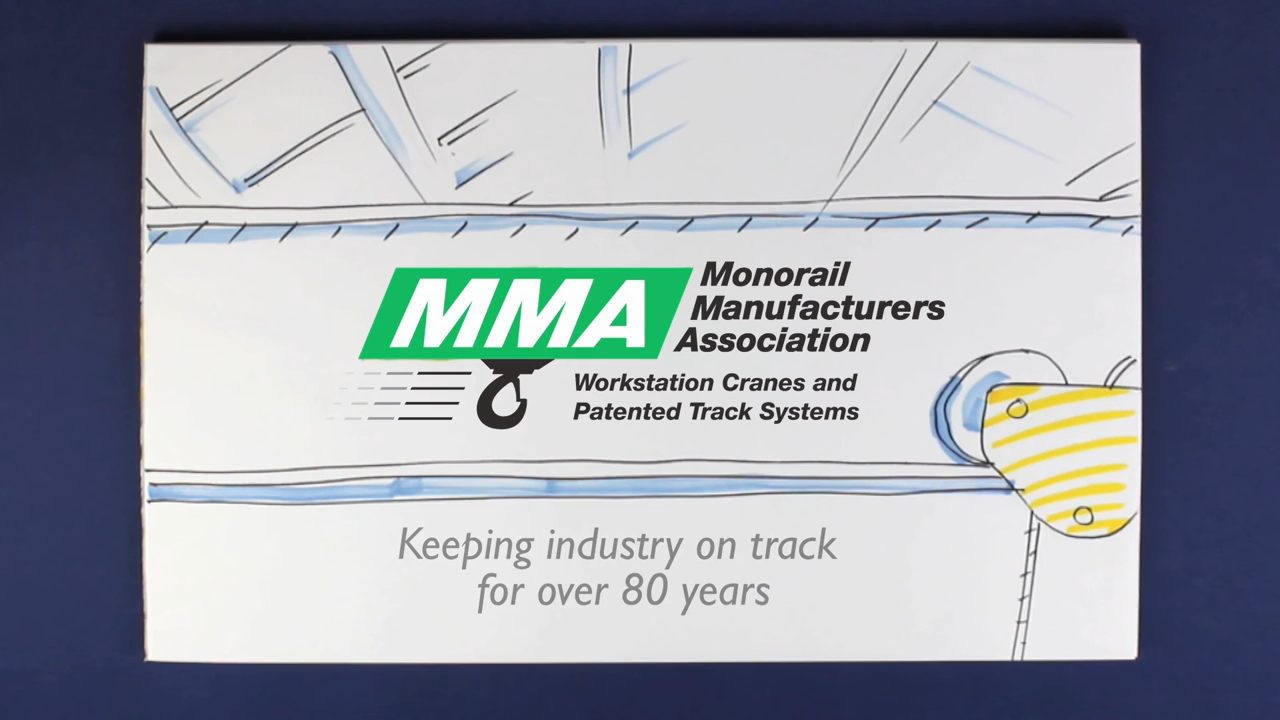 MMA
Monorail
Manufacturers
Association
Workstation Cranes and
Patented Track Systems
Keeping industry on track
for over 80 years